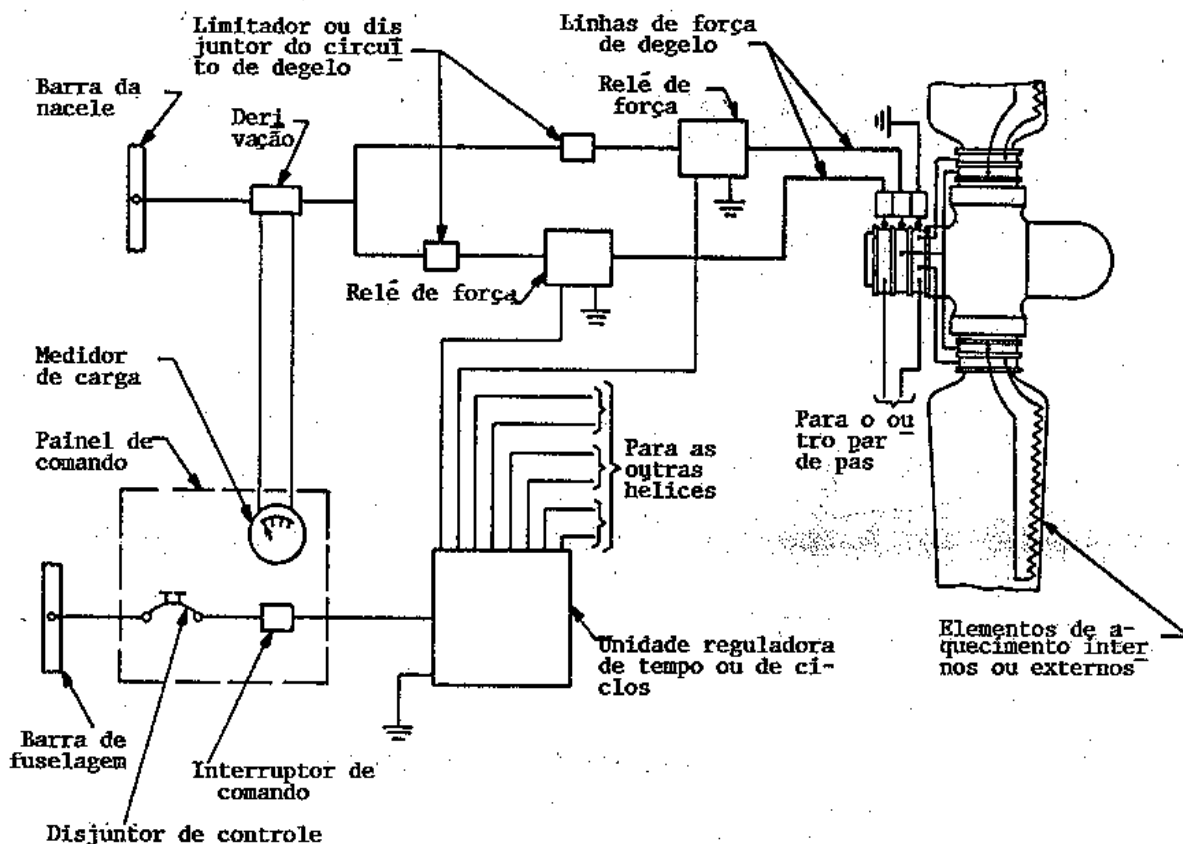 Limitador ou dis
juntor do circui
to de degelo
Linhas de força
de degelo
Barra da
nacele
Deri
vação
Relé de
força
Relé de força
Medidor
de carga
Painel de
comando
Para as
outras
helices
Para o ou
tro par
de pas
Unidade reguladora
de tempo ou de ci-
clos
Elementos de a-
quecimento inter
nos ou externos
Barra de
fuselagem
Interruptor de
comando
Disjuntor de controle